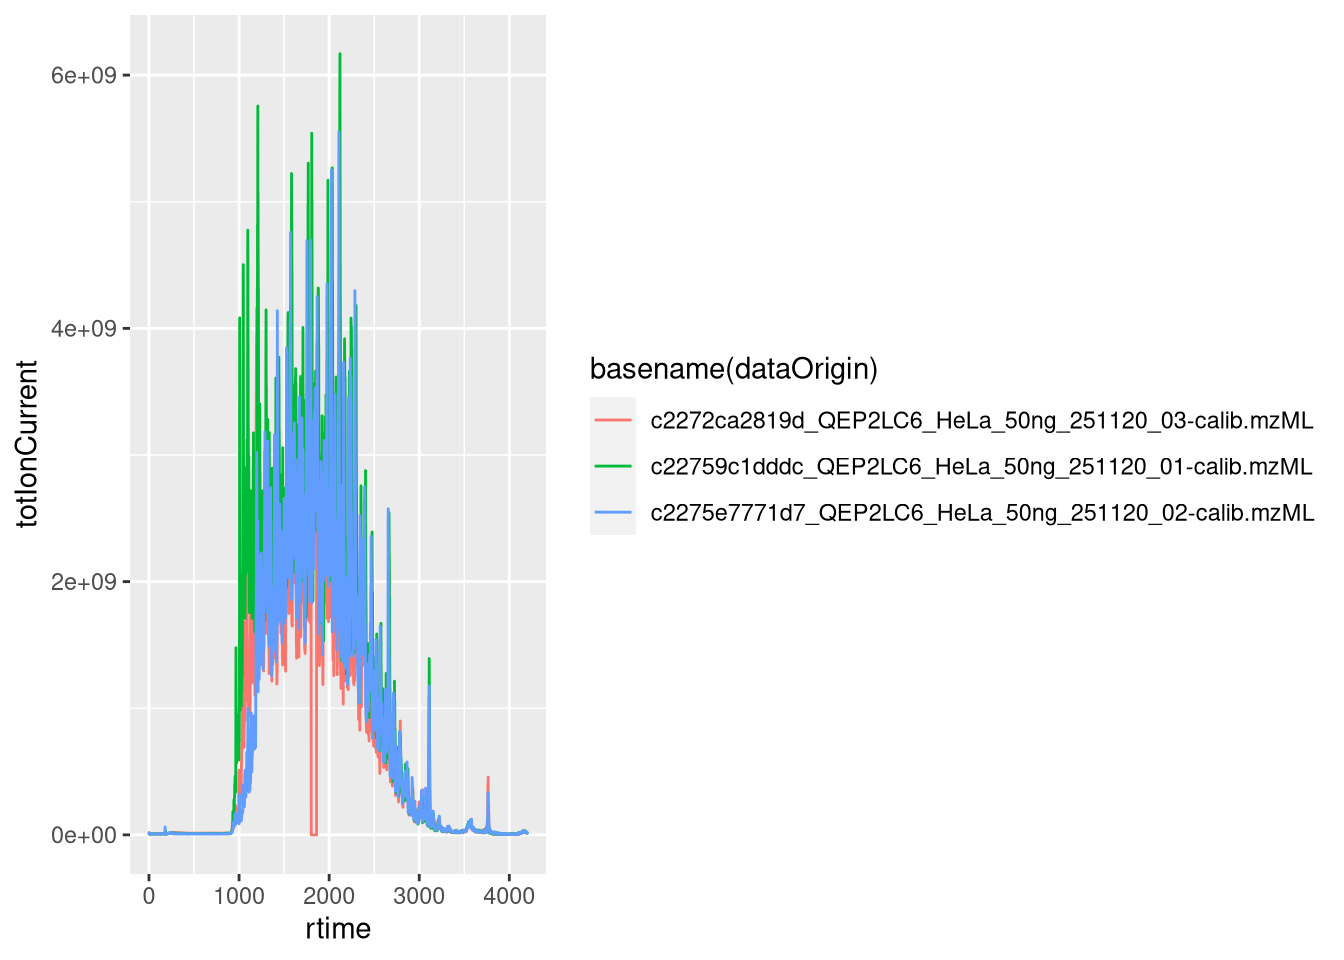 6e+09
4e+09
2e+09
0e+00
totIonCurrent
0 1000 2000 3000 4000
rtime
basename(dataOrigin)
c2272ca2819d_QEP2LC6_HeLa_50ng_251120_03-calib.mzML
c22759c1dddc_QEP2LC6_HeLa_50ng_251120_01-calib.mzML
c2275e7771d7_QEP2LC6_HeLa_50ng_251120_02-calib.mzML